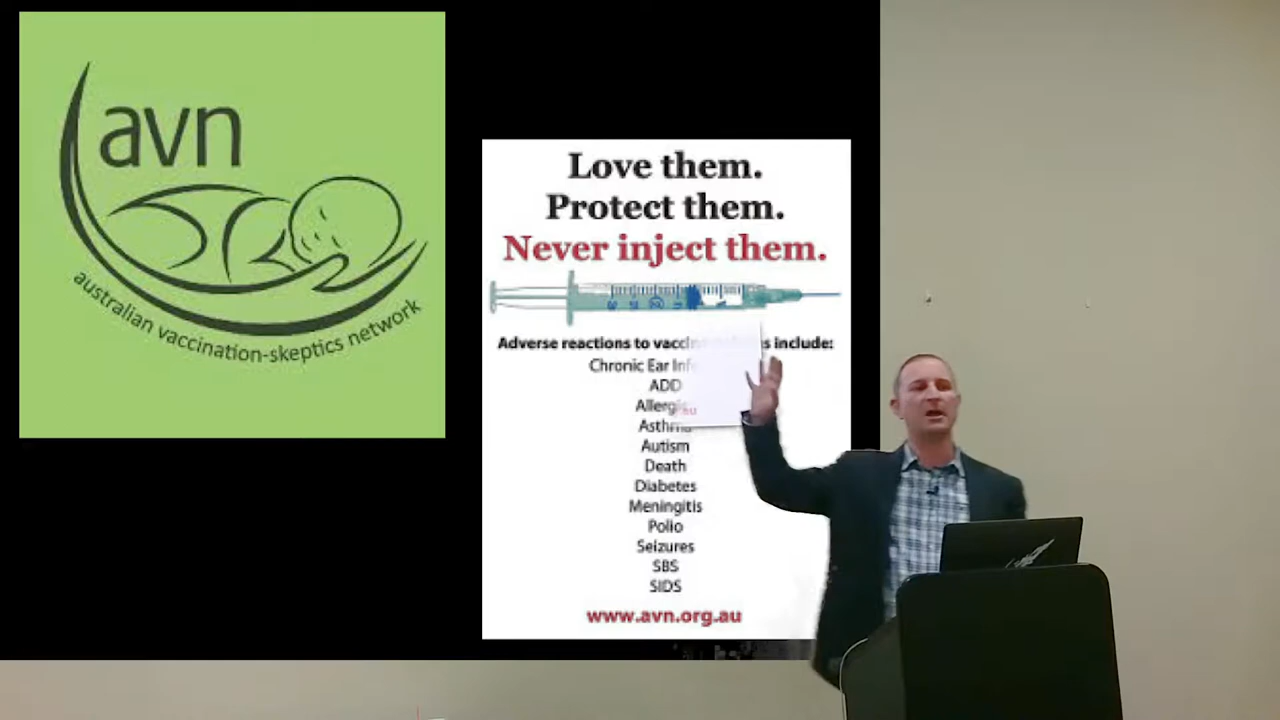 avn
australian vaccination-skeptics network
Love them.
Protect them.
Never inject them.
Adverse reactions to include:
Chronic Ear
ADD
Autism
Death
Diabetes
Meningitis
Polio
Seizures
SBS
SIDS
www.avn.org.au